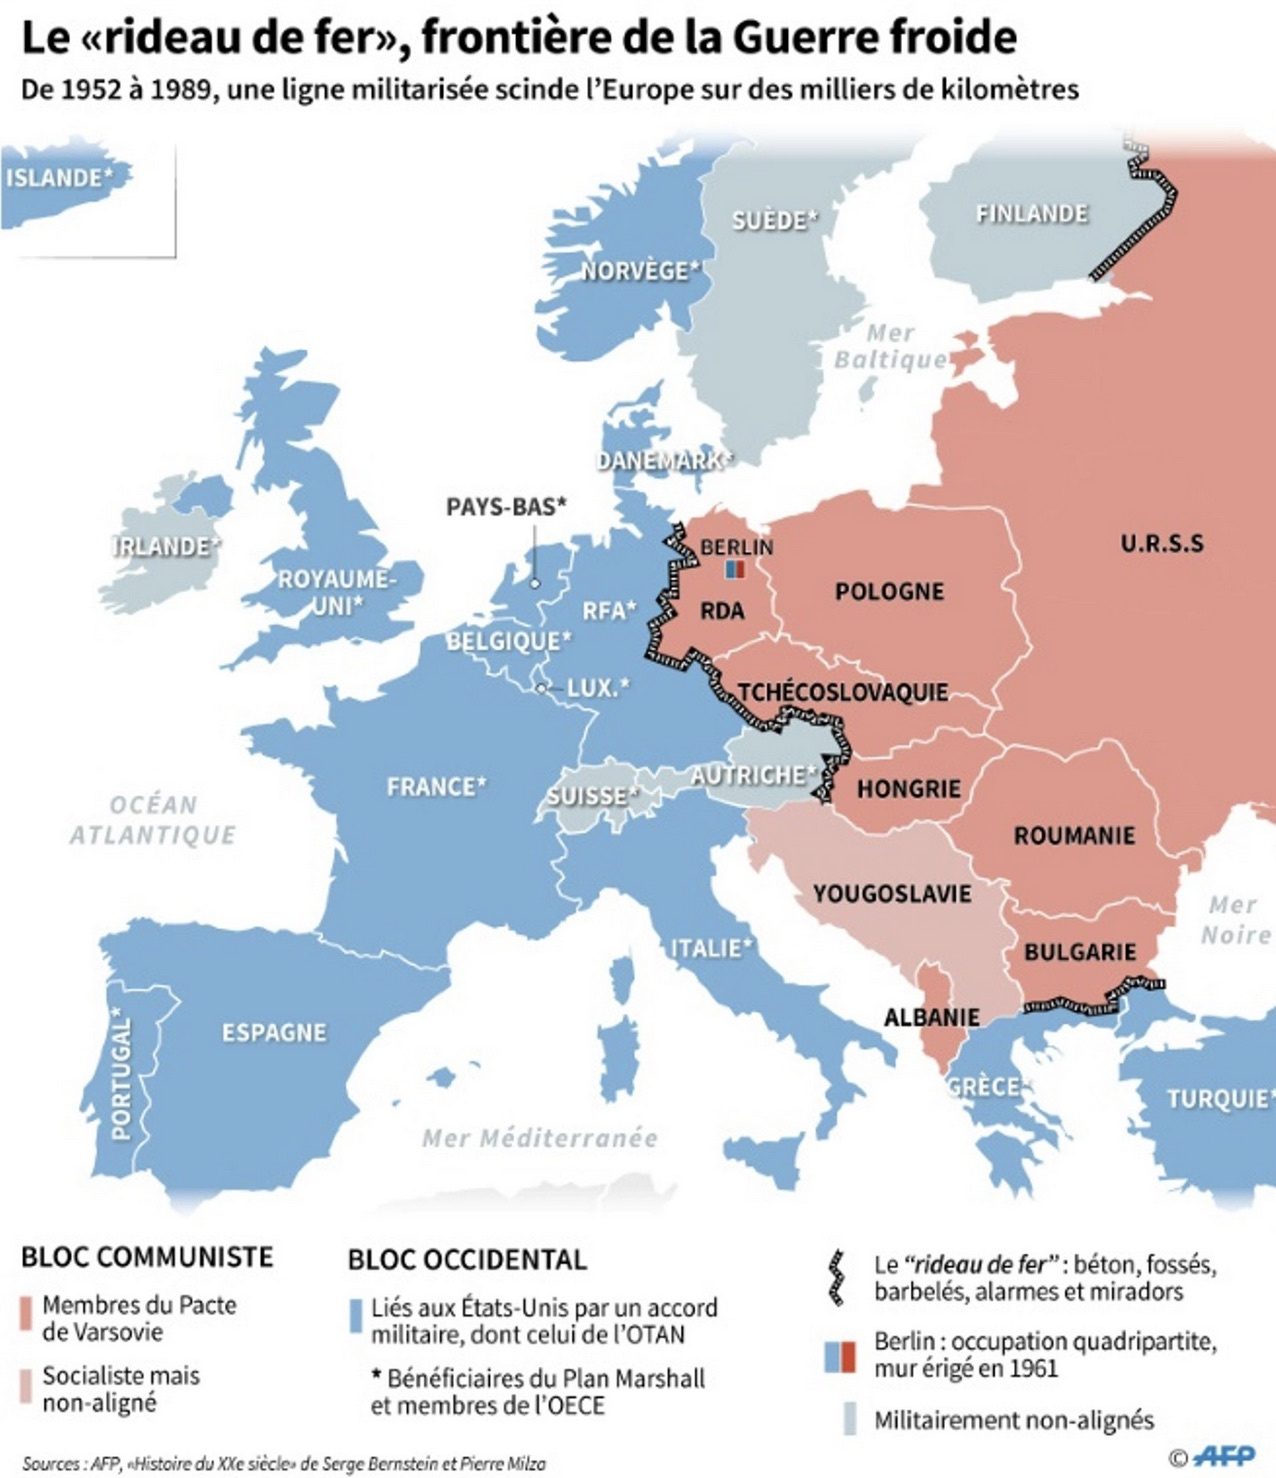 Le «rideau de fer», frontière de la Guerre froide
De 1952 à 1989, une ligne militarisée scinde l'Europe sur des milliers de kilomètres
ISLANDE*
SUÈDE*
FINLANDE
NORVÈGE*
Mer
Baltique
DANEMARK*
PAYS-BAS*
IRLANDE*
ROYAUME-
UNI*
BERLIN
U.R.S.S
RFA*
RDA
POLOGNE
BELGIQUE*
LUX.*
TCHÉCOSLOVAQUIE
FRANCE*
SUISSE*
AUTRICHE*
HONGRIE
OCÉAN
ATLANTIQUE
ROUMANIE
YOUGOSLAVIE
Mer
Noire
ITALIE*
BULGARIE
ALBANIE
ESPAGNE
PORTUGAL*
GRÈCE*
TURQUIE*
Mer Méditerranée
BLOC COMMUNISTE
Membres du Pacte
de Varsovie
Socialiste mais
non-aligné
BLOC OCCIDENTAL
Liés aux États-Unis par un accord
militaire, dont celui de l'OTAN
* Bénéficiaires du Plan Marshall
et membres de l'OECE
Le "rideau de fer" : béton, fossés,
barbelés, alarmes et miradors
Berlin : occupation quadripartite,
mur érigé en 1961
Militairement non-alignés
Sources : AFP, «Histoire du XXe siècle» de Serge Bernstein et Pierre Milza
© AFP